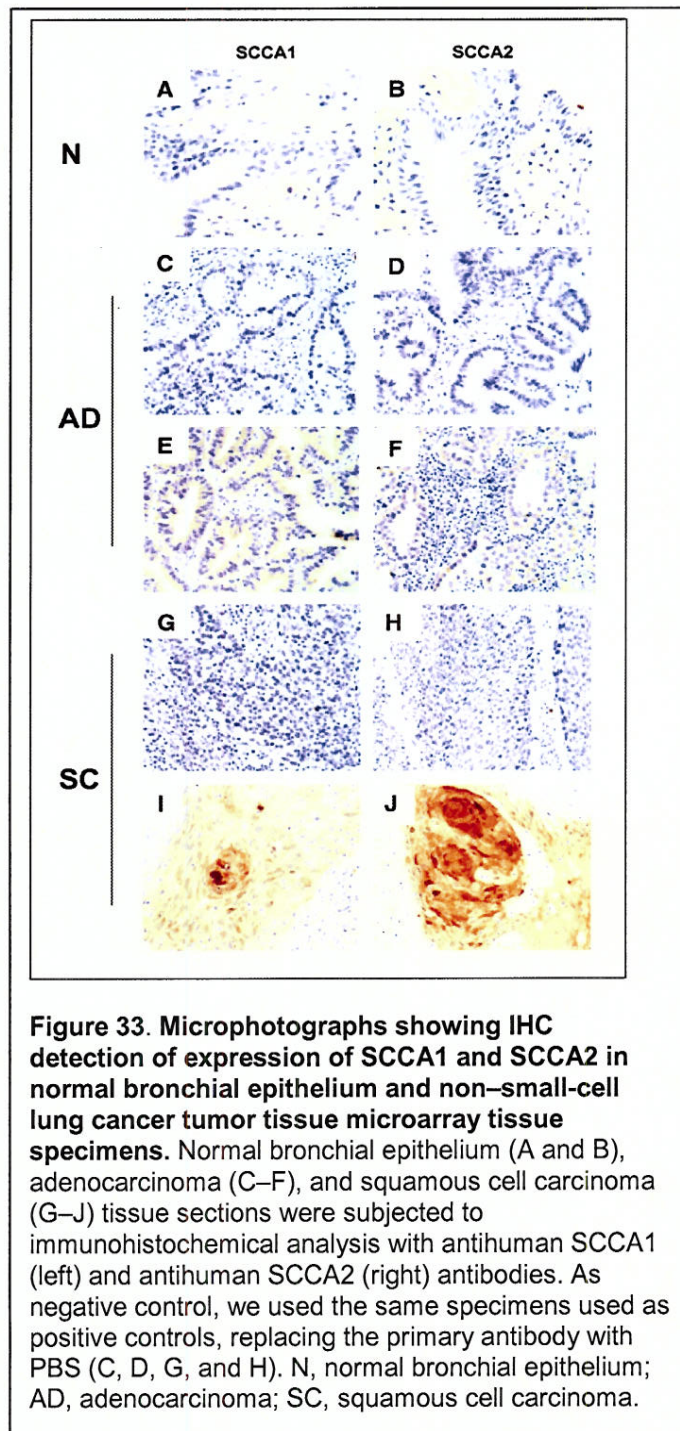 SCCA1 SCCA2
A B
N
C D
AD
E F
G H
SC
I J
Figure 33. Microphotographs showing IHC
detection of expression of SCCA1 and SCCA2 in
normal bronchial epithelium and non–small-cell
lung cancer tumor tissue microarray tissue
specimens. Normal bronchial epithelium (A and B),
adenocarcinoma (C–F), and squamous cell carcinoma
(G–J) tissue sections were subjected to
immunohistochemical analysis with antihuman SCCA1
(left) and antihuman SCCA2 (right) antibodies. As
negative control, we used the same specimens used as
positive controls, replacing the primary antibody with
PBS (C, D, G, and H). N, normal bronchial epithelium;
AD, adenocarcinoma; SC, squamous cell carcinoma.